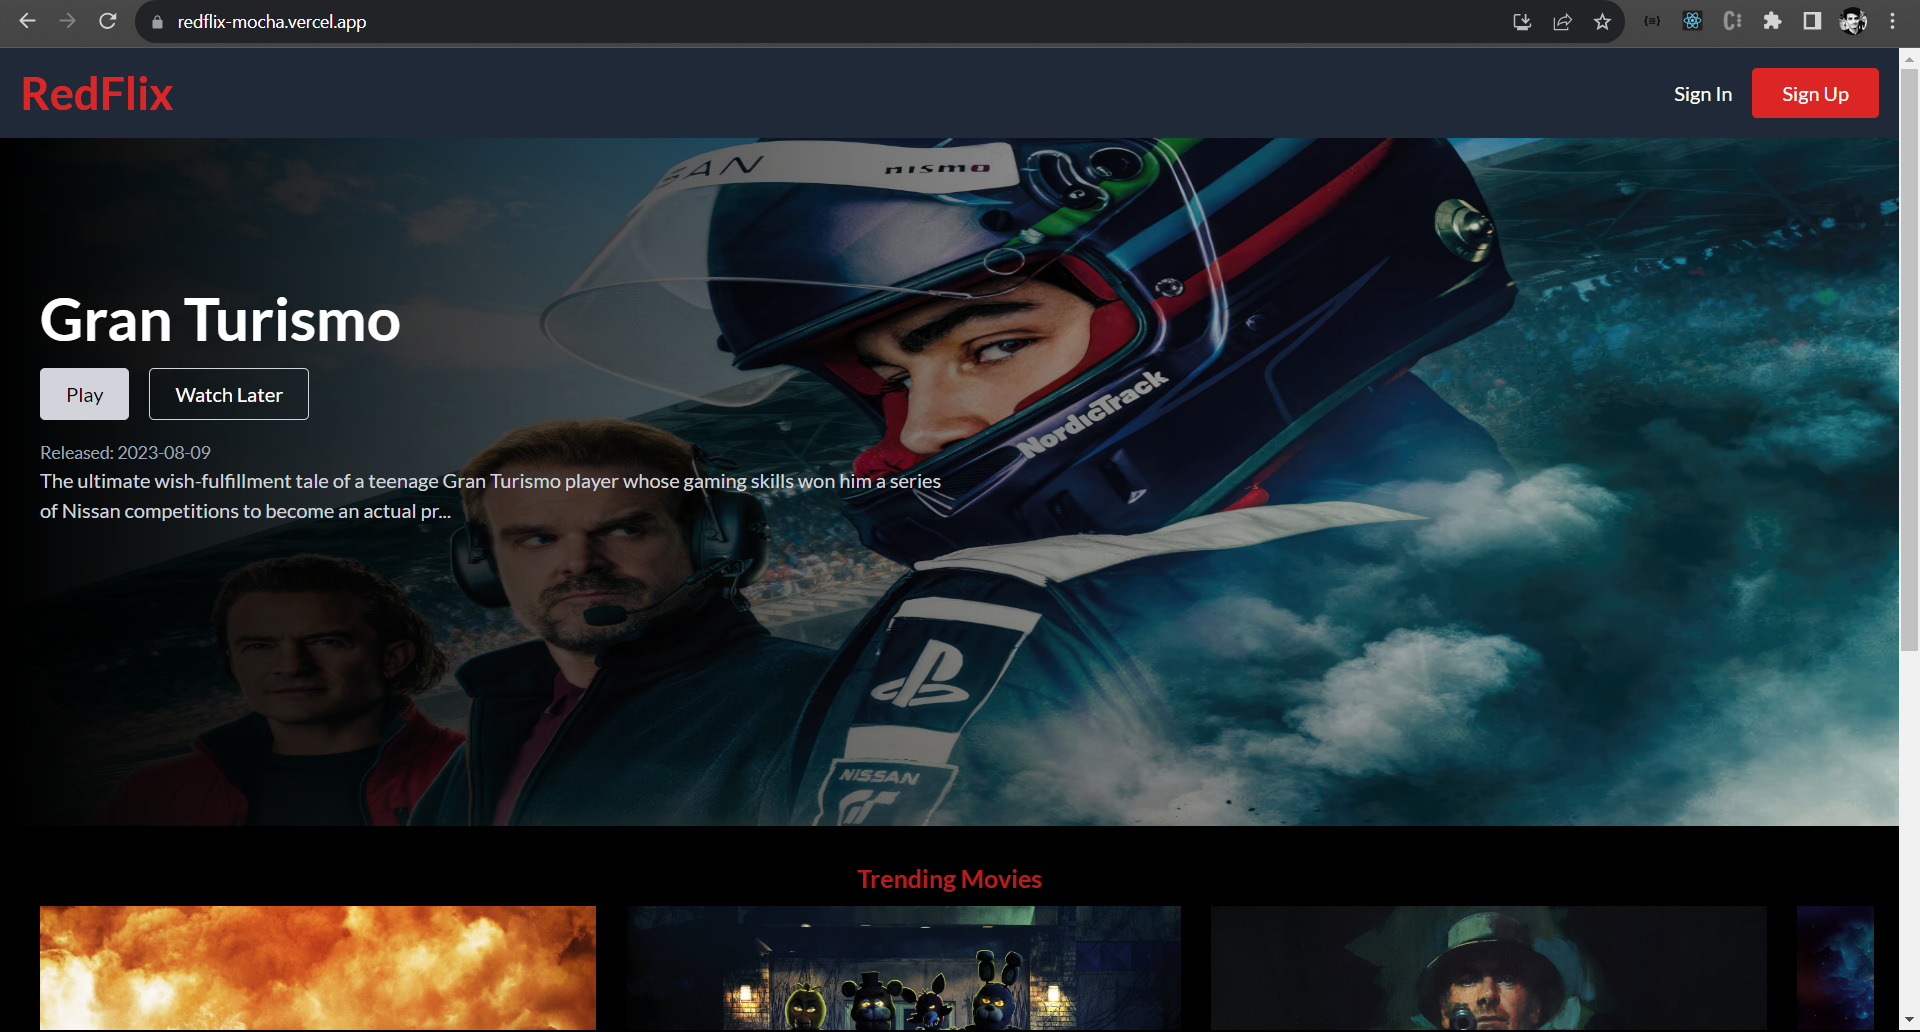 redflix-mocha.vercel.app
RedFlix
Sign In
Sign Up
SAN
nismo
Gran Turismo
NordicTrack
Play
Watch Later
Released: 2023-08-09
The ultimate wish-fulfillment tale of a teenage Gran Turismo player whose gaming skills won him a series
of Nissan competitions to become an actual pr...
NISSAN
Trending Movies